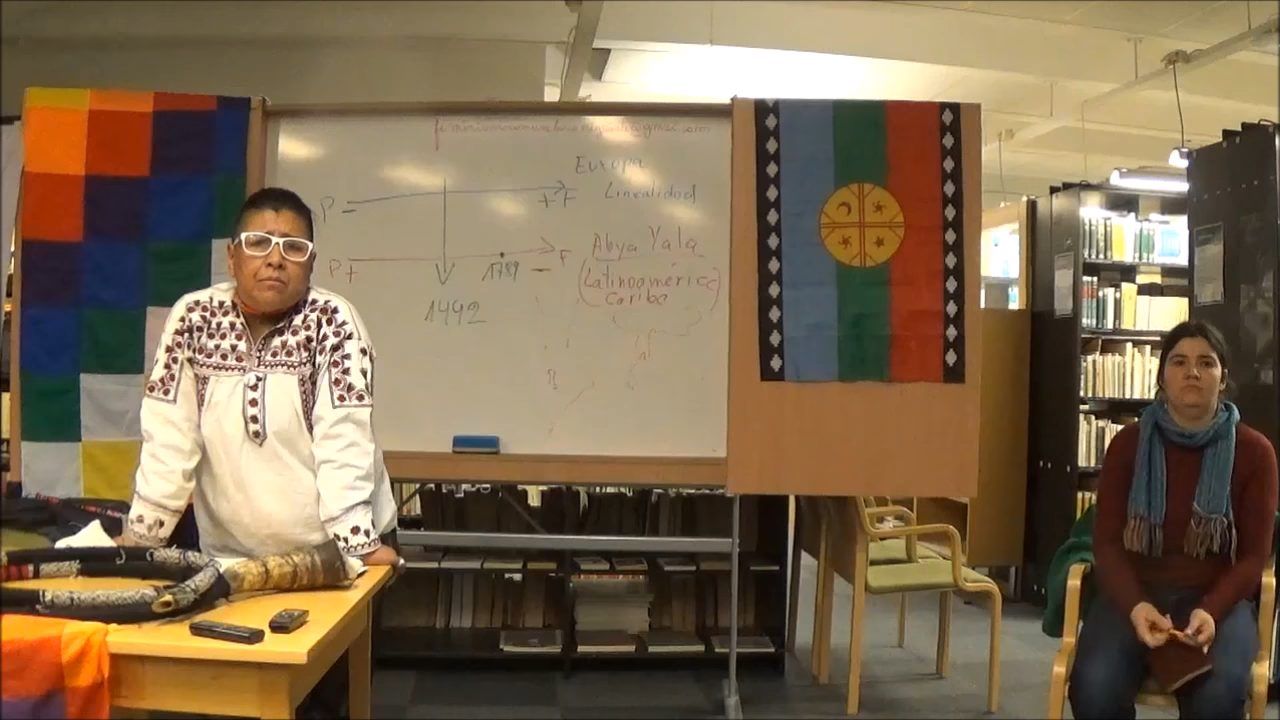 Europa
P = + F Linealidad
P + - F Abya Yala
1789
(Latinoamérica
Caribe)
1492